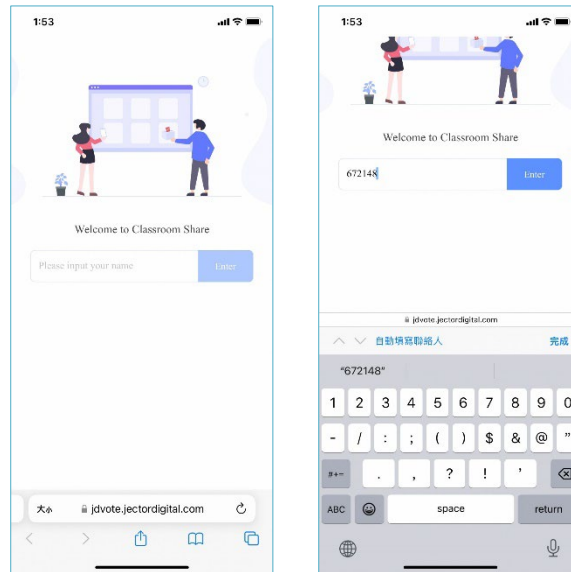 1:53
Welcome to Classroom Share
Please input your name
Enter
大小
jdvote.jectordigital.com
1:53
Welcome to Classroom Share
672148
Enter
jdvote.jectordigital.com
自動填寫聯絡人
完成
"672148"
1 2 3 4 5 6 7 8 9 0
- / : ; ( ) $ & @ "
#+= . , ? ! '
ABC space return